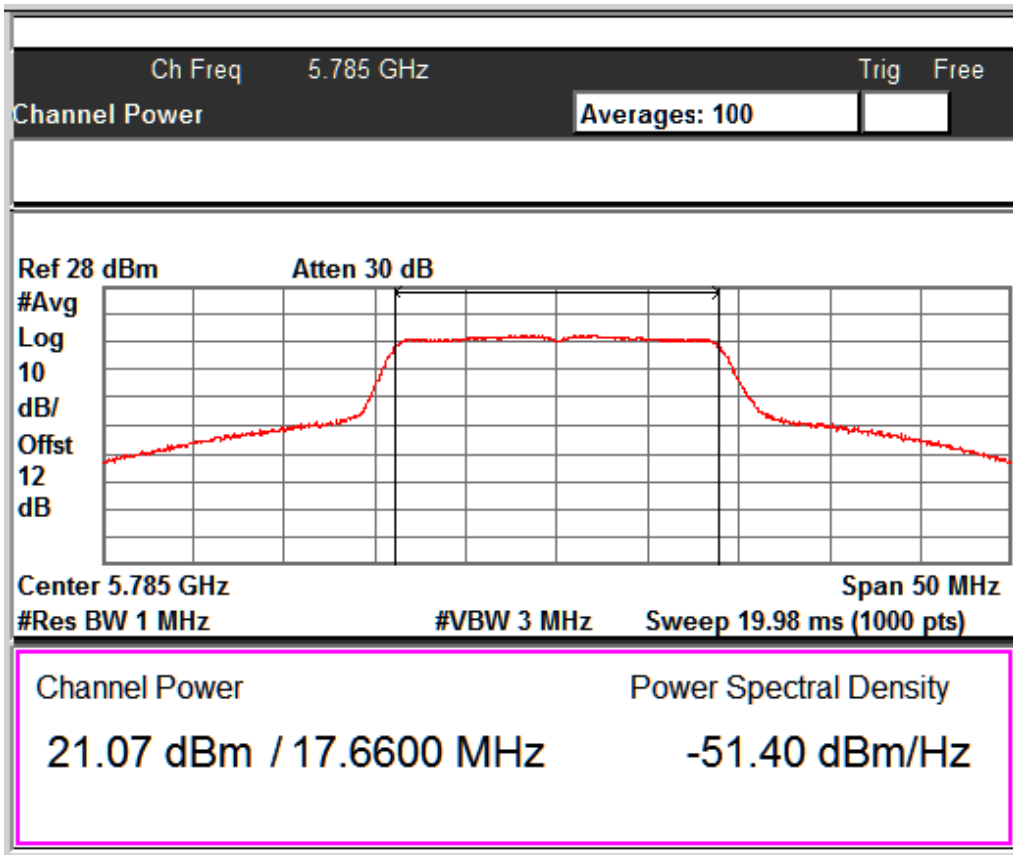 Ch Freq 5.785 GHz Trig Free
Channel Power Averages: 100
Ref 28 dBm Atten 30 dB
#Avg
Log
10
dB/
Offst
12
dB
Center 5.785 GHz Span 50 MHz
#Res BW 1 MHz #VBW 3 MHz Sweep 19.98 ms (1000 pts)
Channel Power Power Spectral Density
21.07 dBm / 17.6600 MHz -51.40 dBm/Hz